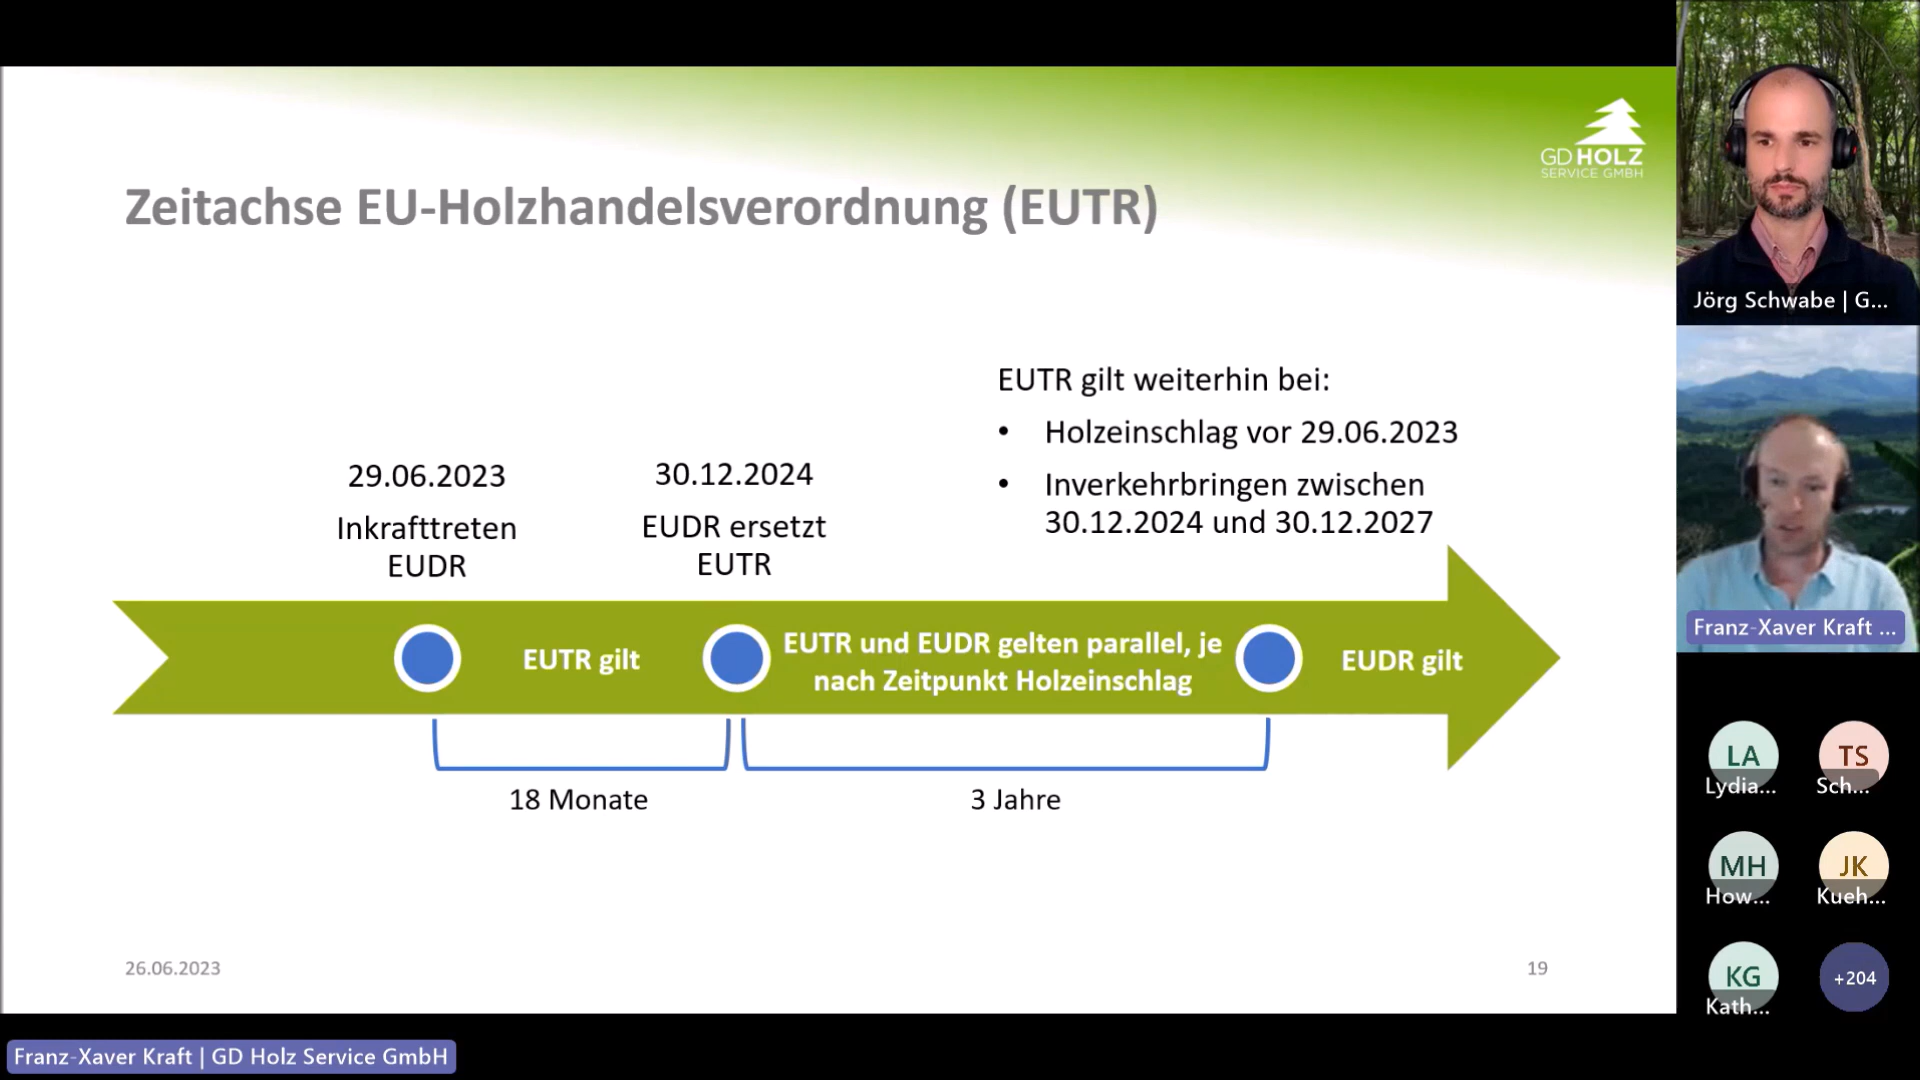 GD HOLZ
SERVICE GMBH
Zeitachse EU-Holzhandelsverordnung (EUTR)
EUTR gilt weiterhin bei:
• Holzeinschlag vor 29.06.2023
• Inverkehrbringen zwischen
30.12.2024 und 30.12.2027
29.06.2023
Inkrafttreten
EUDR
30.12.2024
EUDR ersetzt
EUTR
EUTR gilt
EUTR und EUDR gelten parallel, je
nach Zeitpunkt Holzeinschlag
EUDR gilt
18 Monate
3 Jahre
26.06.2023
19
Jörg Schwabe | G...
Franz-Xaver Kraft ...
LA
Lydia...
TS
Sch...
MH
How...
JK
Kueh...
KG
Kath...
+204
Franz-Xaver Kraft | GD Holz Service GmbH